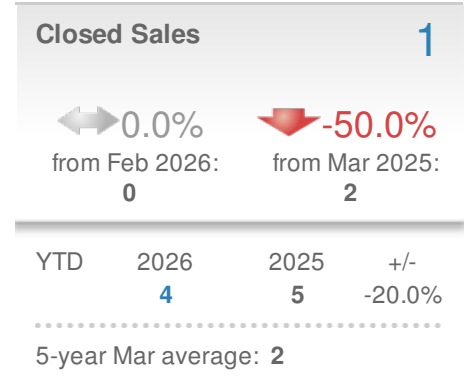 Closed Sales 1
0.0% -50.0%
from Feb 2026: from Mar 2025:
0 2
YTD 2026 2025 +/-
4 5 -20.0%
5-year Mar average: 2